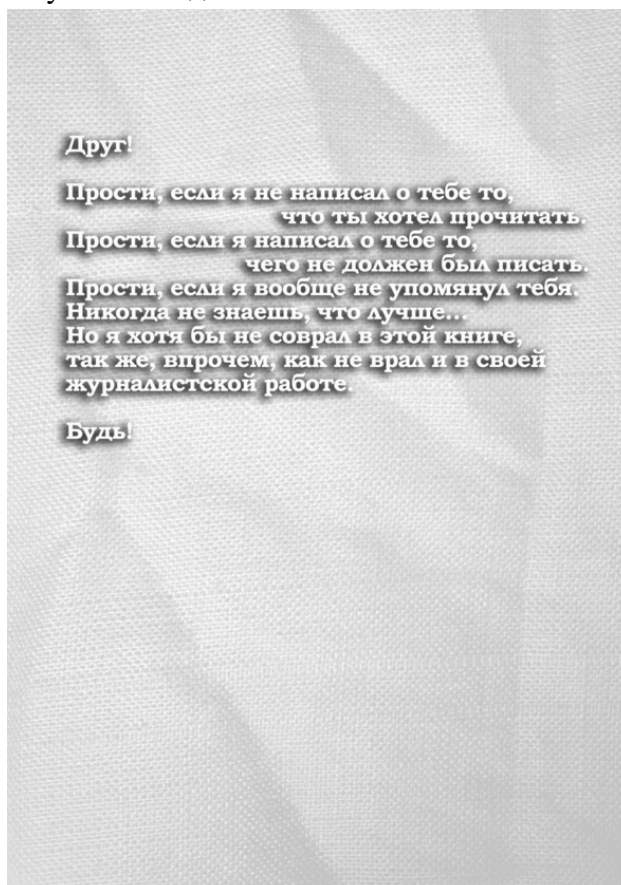 Друг!
Прости, если я не написал о тебе то,
что ты хотел прочитать.
Прости, если я написал о тебе то,
чего не должен был писать.
Прости, если я вообще не упомянул тебя.
Никогда не знаешь, что лучше...
Но я хотя бы не соврал в этой книге,
так же, впрочем, как не врал и в своей
журналистской работе.
Будь!